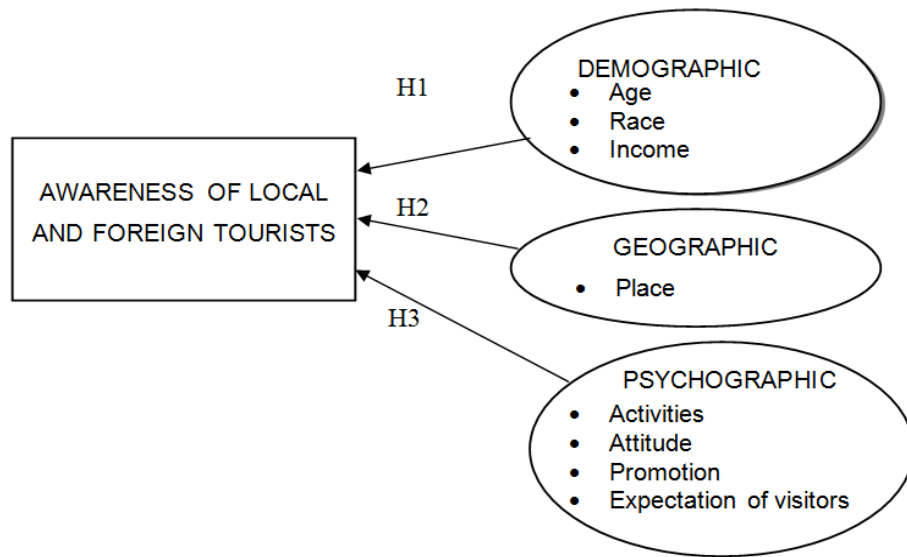 H1
DEMOGRAPHIC
• Age
• Race
• Income
AWARENESS OF LOCAL
AND FOREIGN TOURISTS
H2
GEOGRAPHIC
• Place
H3
PSYCHOGRAPHIC
• Activities
• Attitude
• Promotion
• Expectation of visitors